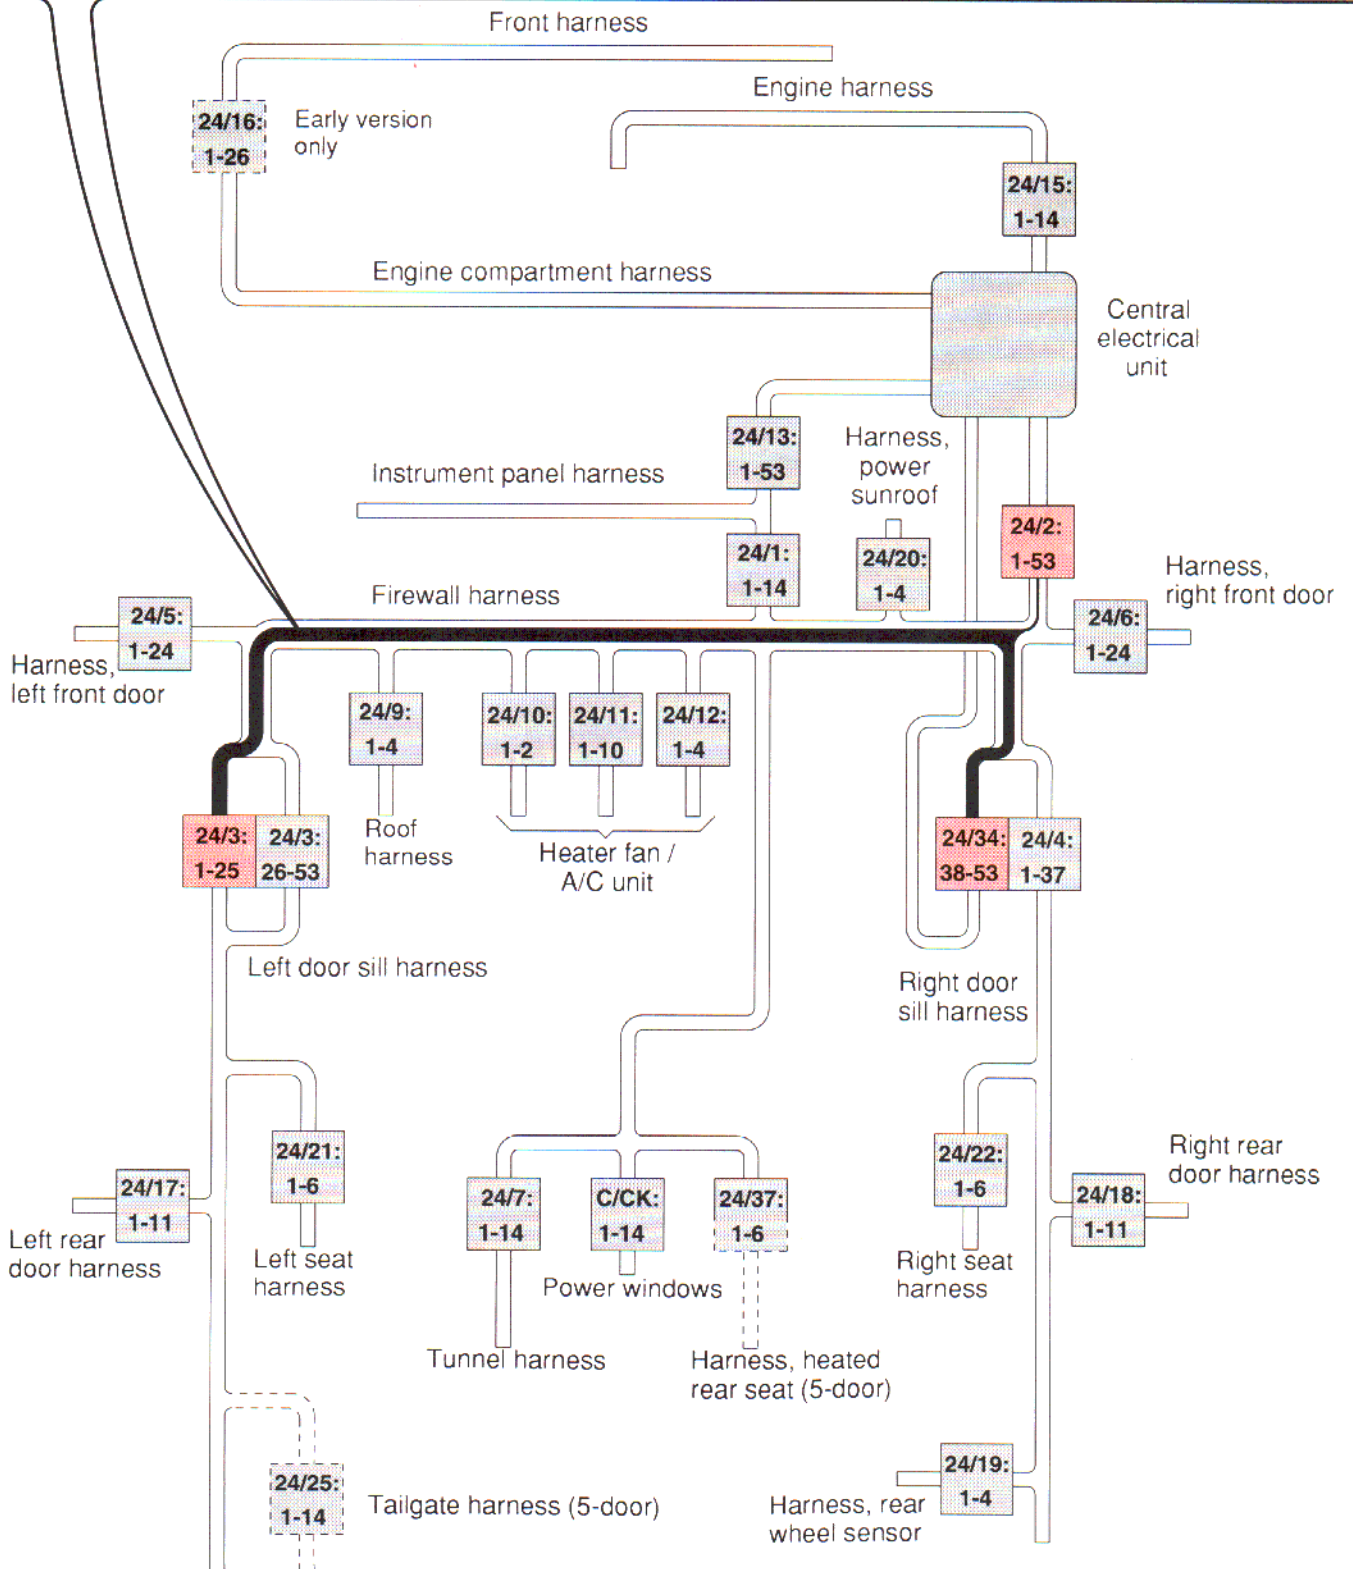 Front harness
Engine harness
24/16:
1-26
Early version
only
24/15:
1-14
Engine compartment harness
Central
electrical
unit
24/13:
1-53
Harness,
power
sunroof
Instrument panel harness
24/2:
1-53
24/1:
1-14
24/20:
1-4
Harness,
right front door
Firewall harness
24/5:
1-24
24/6:
1-24
Harness,
left front door
24/9:
1-4
24/10:
1-2
24/11:
1-10
24/12:
1-4
Roof
harness
Heater fan /
A/C unit
24/3:
1-25
24/3:
26-53
24/34:
38-53
24/4:
1-37
Left door sill harness
Right door
sill harness
24/21:
1-6
24/22:
1-6
Right rear
door harness
24/17:
1-11
24/7:
1-14
C/CK:
1-14
24/37:
1-6
24/18:
1-11
Left rear
door harness
Left seat
harness
Power windows
Right seat
harness
Tunnel harness
Harness, heated
rear seat (5-door)
24/25:
1-14
Tailgate harness (5-door)
24/19:
1-4
Harness, rear
wheel sensor